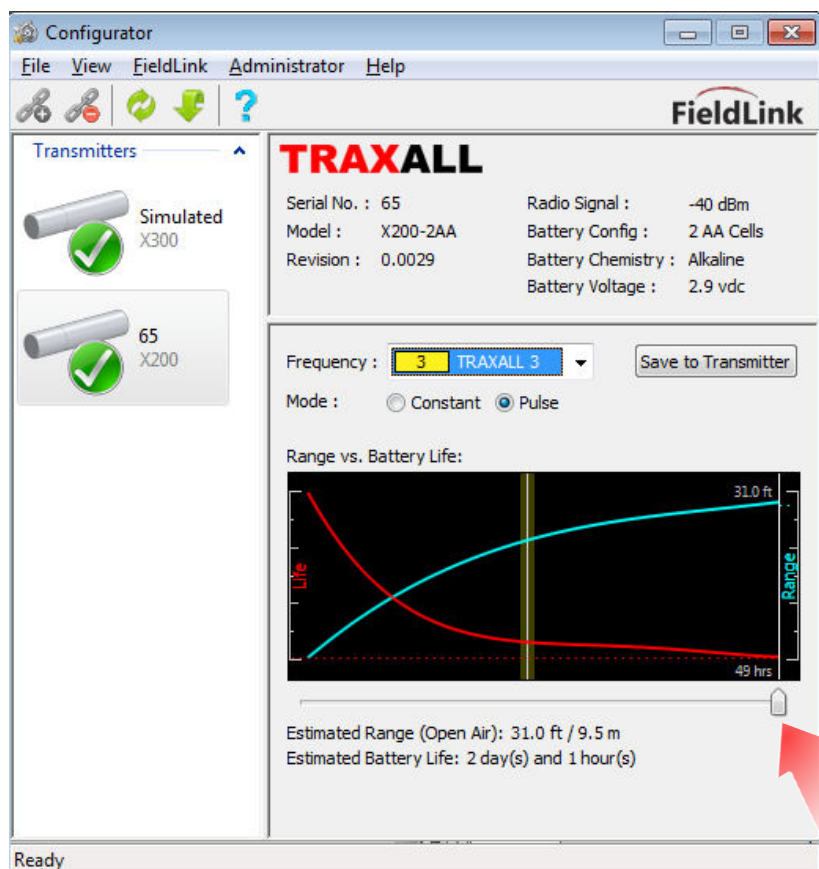 Configurator
File View FieldLink Administrator Help
FieldLink
Transmitters
Simulated
X300
65
X200
TRAXALL
Serial No. : 65
Model : X200-2AA
Revision : 0.0029
Radio Signal : -40 dBm
Battery Config : 2 AA Cells
Battery Chemistry : Alkaline
Battery Voltage : 2.9 vdc
Frequency : 3 TRAXALL 3
Save to Transmitter
Mode : Constant Pulse
Range vs. Battery Life:
31.0 ft
Life
Range
49 hrs
Estimated Range (Open Air): 31.0 ft / 9.5 m
Estimated Battery Life: 2 day(s) and 1 hour(s)
Ready